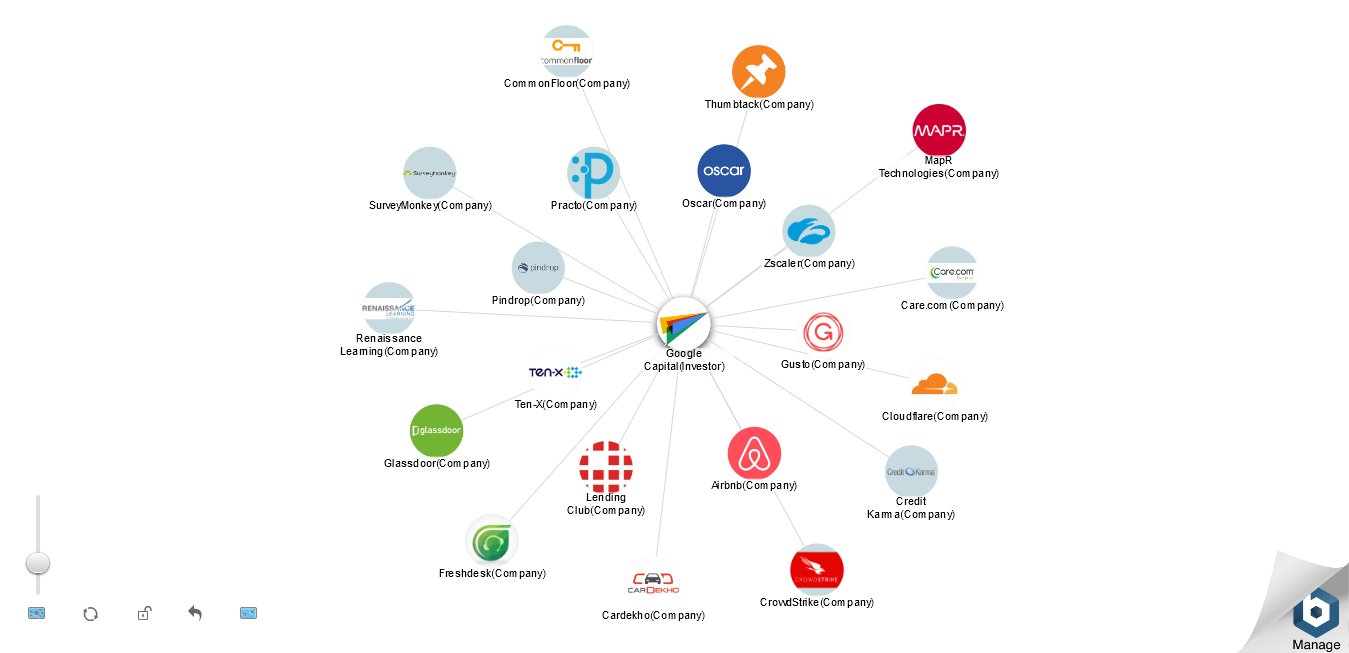 commonfloor
CommonFloor(Company)
Thumbtack(Company)
MAPR
MapR
Technologies(Company)
SurveyMonkey
SurveyMonkey(Company)
Practo(Company)
oscar
Oscar(Company)
Zscaler(Company)
pindrop
Pindrop(Company)
Care.com
Care.com(Company)
RENAISSANCE
LEARNING
Renaissance
Learning(Company)
Google
Capital(Investor)
G
Gusto(Company)
TEN-X
Ten-X(Company)
Cloudflare(Company)
glassdoor
Glassdoor(Company)
Airbnb(Company)
Credit Karma
Credit
Karma(Company)
Lending
Club(Company)
Freshdesk(Company)
CARDEKHO
Cardekho(Company)
CROWDSTRIKE
CrowdStrike(Company)
Manage